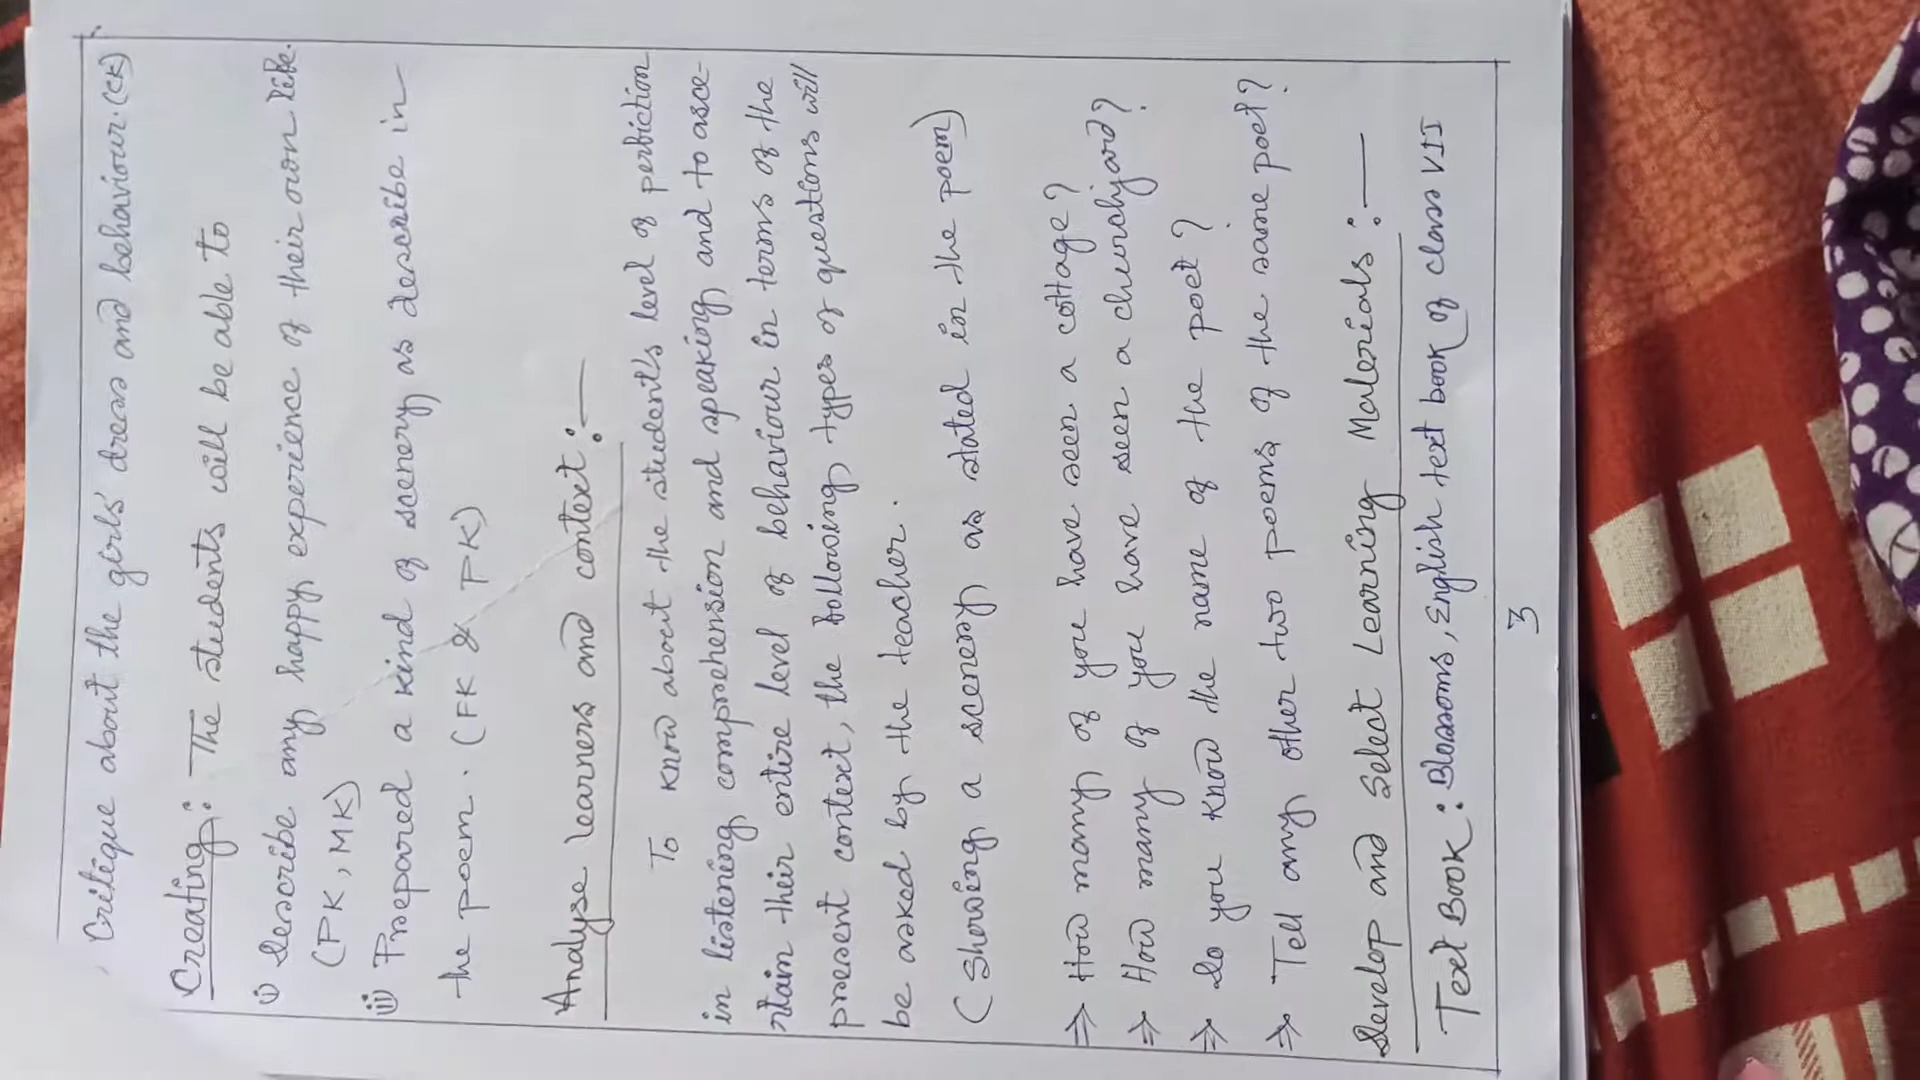 Critique about the girls' dress and behaviour. (CK)
Creating: The students will be able to
i) Describe any happy experience of their own life.
(PK, MK)
ii) Prepared a kind of scenery as describe in
the poem. (FK & PK)
Analyse learners and context :—
To know about the students level of perfiction
in listening comprehension and speaking and to asce-
rtain their entire level of behaviour in terms of the
present context, the following types of questions will
be asked by the teacher.
(Showing a scenery as stated in the poem)
⇒ How many of you have seen a cottage?
⇒ How many of you have seen a churchyard?
⇒ Do you know the name of the poet?
⇒ Tell any other two poems of the same poet?
Develop and Select Learning Materials :—
Text Book : Blossoms, English text book of class VII
3